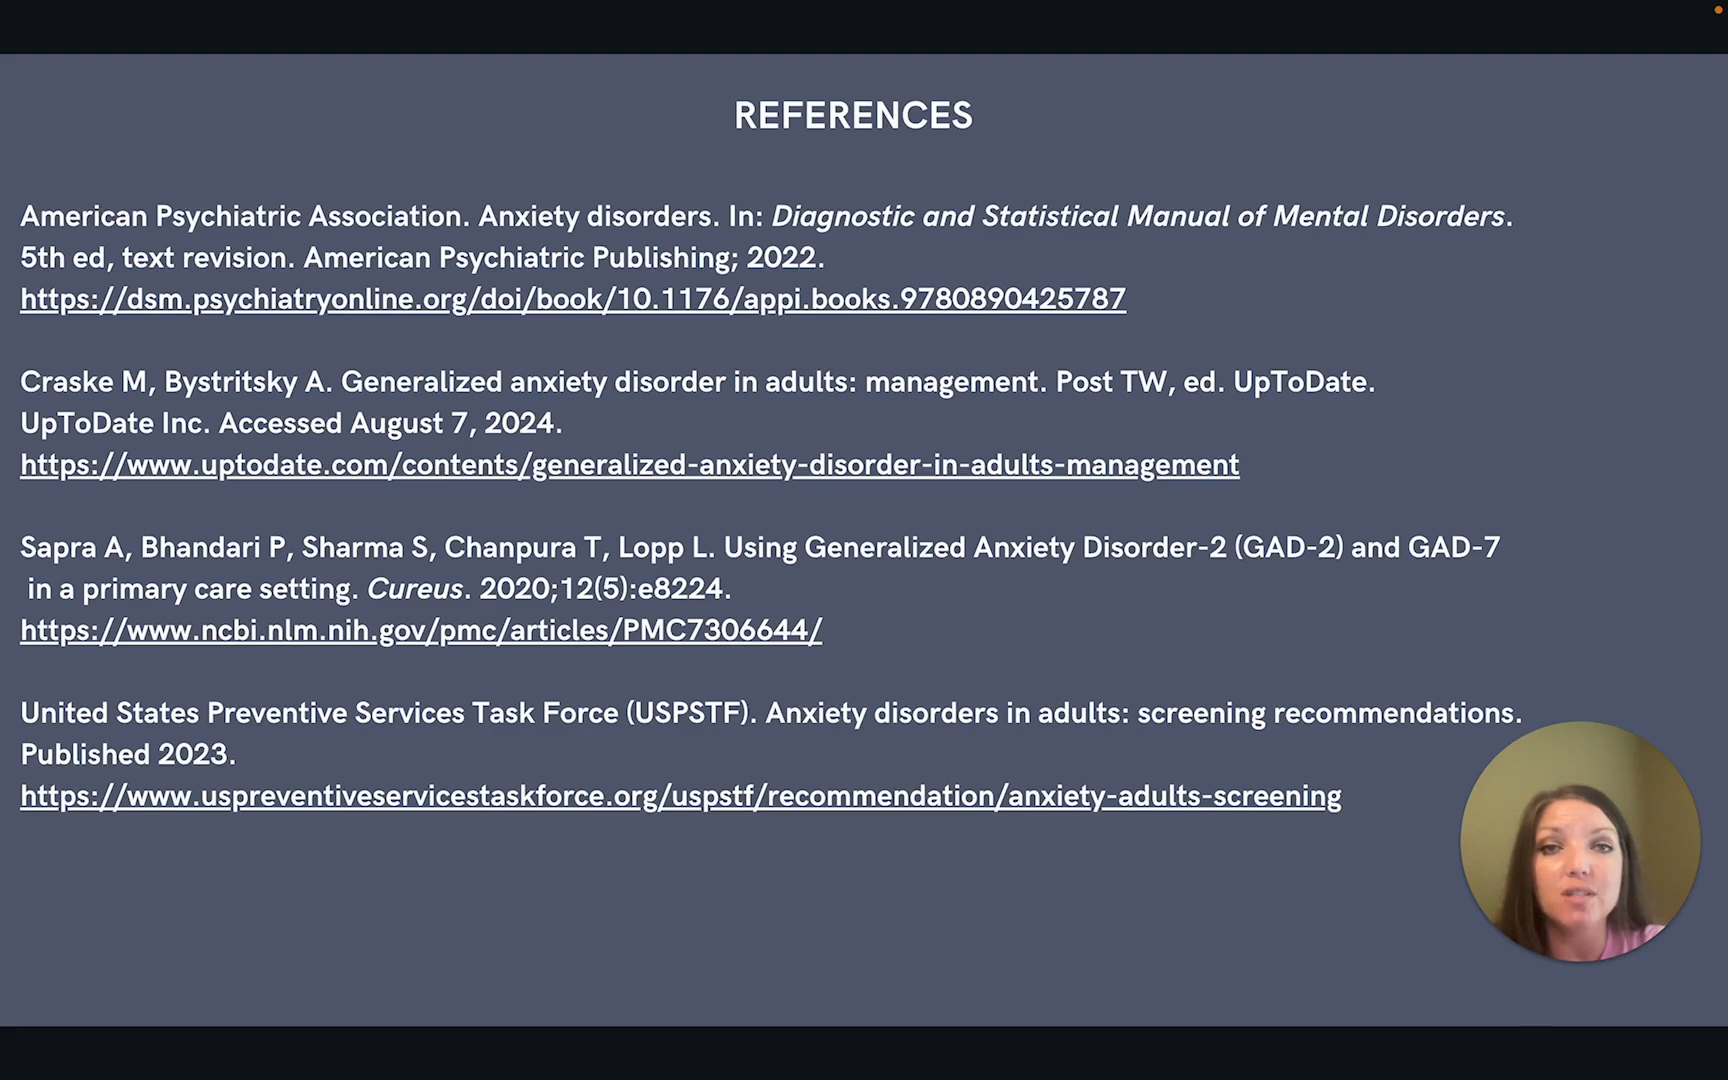 REFERENCES
American Psychiatric Association. Anxiety disorders. In: Diagnostic and Statistical Manual of Mental Disorders.
5th ed, text revision. American Psychiatric Publishing; 2022.
https://dsm.psychiatryonline.org/doi/book/10.1176/appi.books.9780890425787
Craske M, Bystritsky A. Generalized anxiety disorder in adults: management. Post TW, ed. UpToDate.
UpToDate Inc. Accessed August 7, 2024.
https://www.uptodate.com/contents/generalized-anxiety-disorder-in-adults-management
Sapra A, Bhandari P, Sharma S, Chanpura T, Lopp L. Using Generalized Anxiety Disorder-2 (GAD-2) and GAD-7
in a primary care setting. Cureus. 2020;12(5):e8224.
https://www.ncbi.nlm.nih.gov/pmc/articles/PMC7306644/
United States Preventive Services Task Force (USPSTF). Anxiety disorders in adults: screening recommendations.
Published 2023.
https://www.uspreventiveservicestaskforce.org/uspstf/recommendation/anxiety-adults-screening